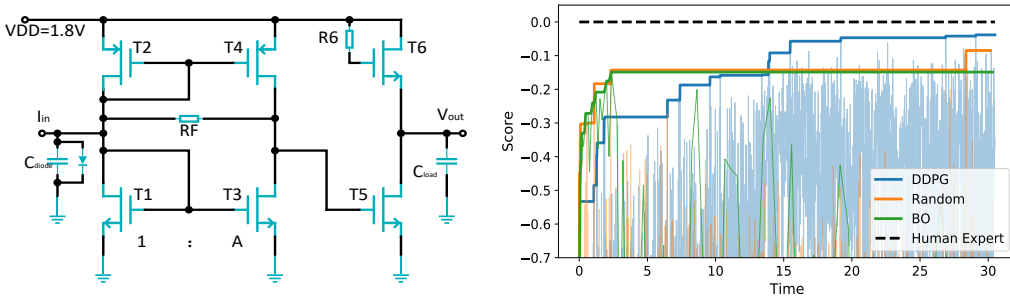 VDD=1.8V
T2
T4
R6
T6
Iin
RF
Vout
Cdiode
Cload
T1
T3
T5
1 : A
0.0
−0.1
−0.2
−0.3
−0.4
−0.5
−0.6
−0.7
Score
DDPG
Random
BO
Human Expert
0 5 10 15 20 25 30
Time